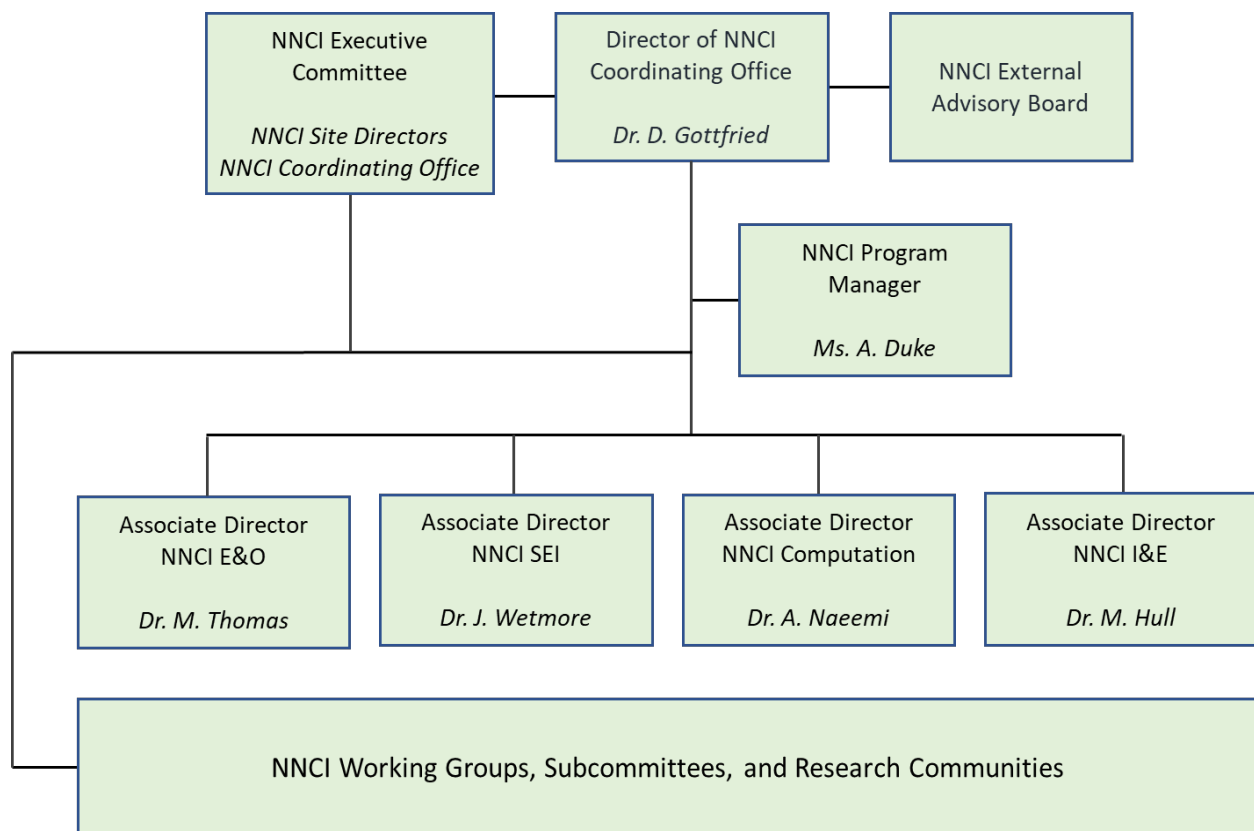 NNCI Executive
Committee
NNCI Site Directors
NNCI Coordinating Office
Director of NNCI
Coordinating Office
Dr. D. Gottfried
NNCI External
Advisory Board
NNCI Program
Manager
Ms. A. Duke
Associate Director
NNCI E&O
Dr. M. Thomas
Associate Director
NNCI SEI
Dr. J. Wetmore
Associate Director
NNCI Computation
Dr. A. Naeemi
Associate Director
NNCI I&E
Dr. M. Hull
NNCI Working Groups, Subcommittees, and Research Communities